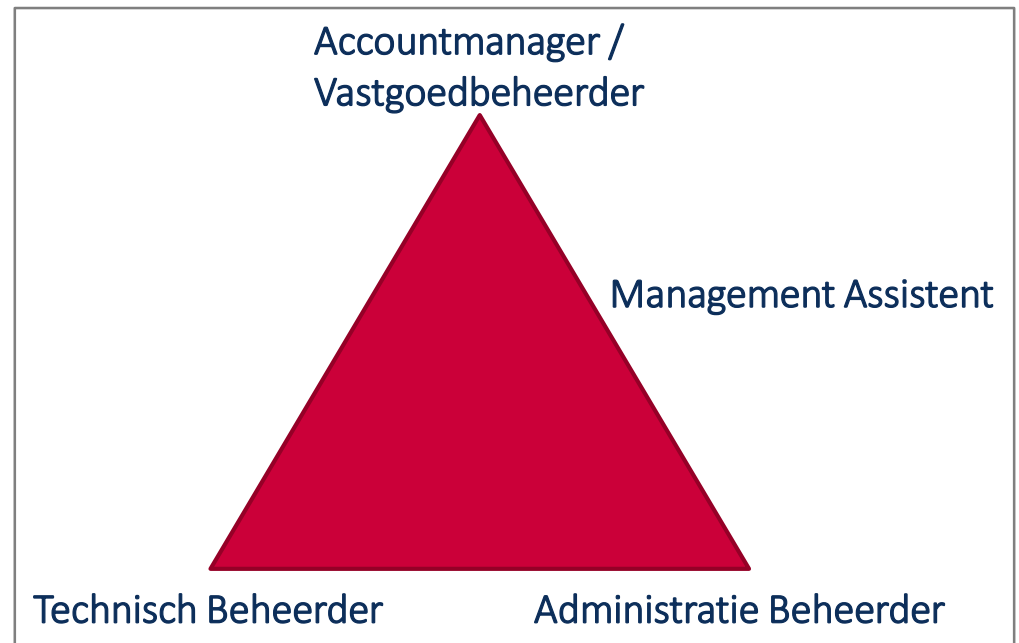 Accountmanager /
Vastgoedbeheerder
Management Assistent
Technisch Beheerder
Administratie Beheerder